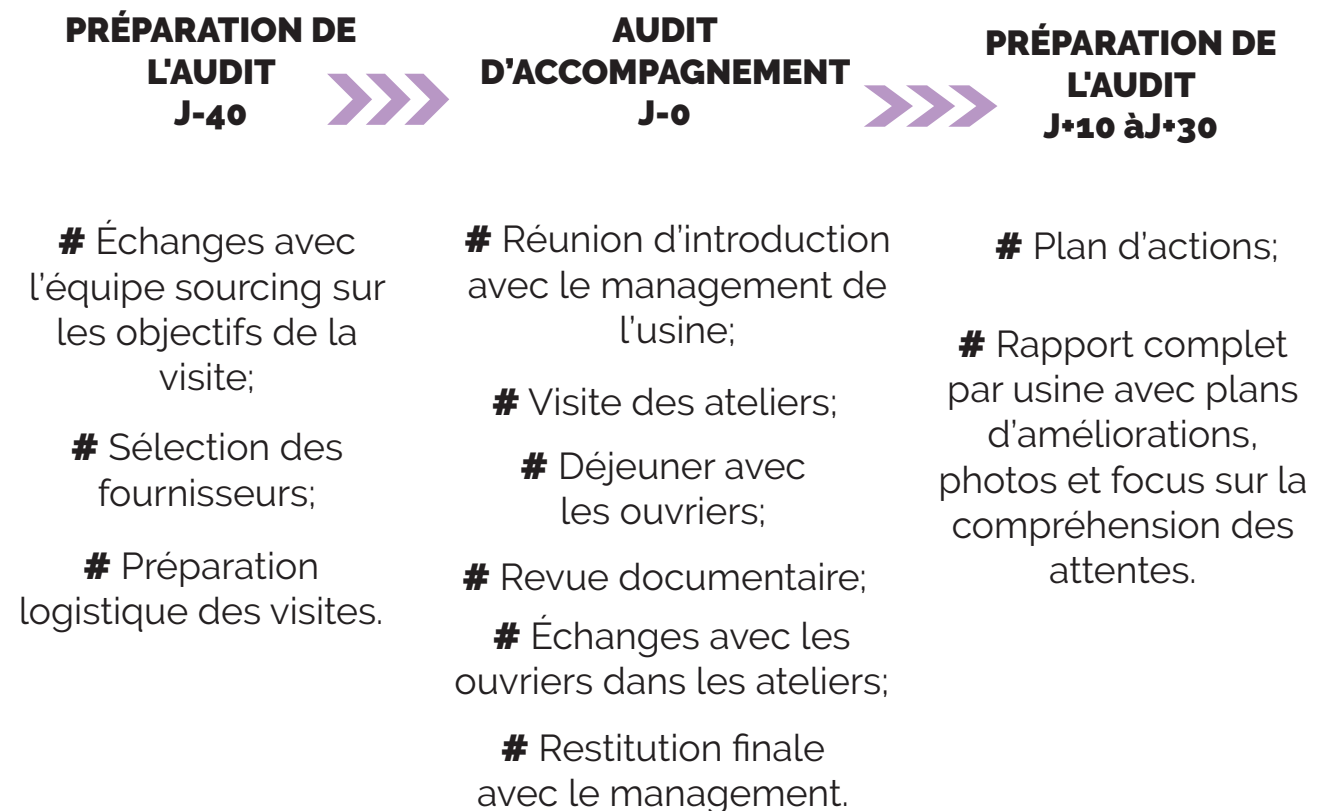 PRÉPARATION DE
L'AUDIT
J-40
AUDIT
D’ACCOMPAGNEMENT
J-0
PRÉPARATION DE
L'AUDIT
J+10 àJ+30
# Échanges avec
l’équipe sourcing sur
les objectifs de la
visite;
# Sélection des
fournisseurs;
# Préparation
logistique des visites.
# Réunion d’introduction
avec le management de
l’usine;
# Visite des ateliers;
# Déjeuner avec
les ouvriers;
# Revue documentaire;
# Échanges avec les
ouvriers dans les ateliers;
# Restitution finale
avec le management.
# Plan d’actions;
# Rapport complet
par usine avec plans
d’améliorations,
photos et focus sur la
compréhension des
attentes.